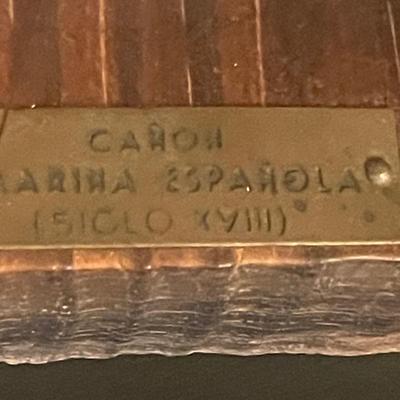 CAÑON
MARINA ESPAÑOLA
(SIGLO XVIII)